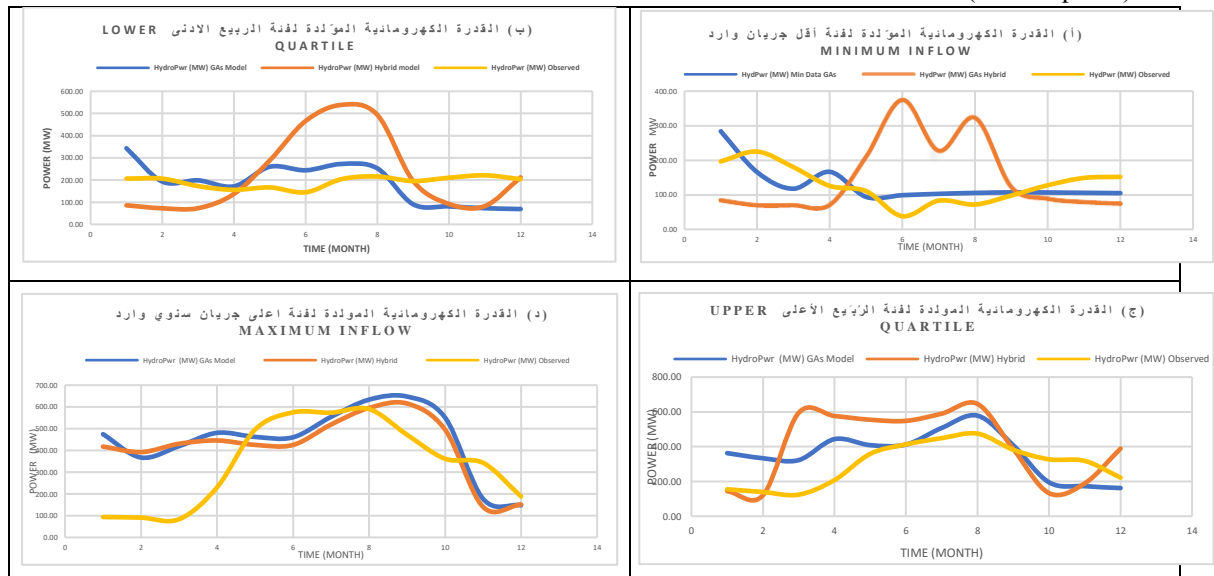 (أ) القدرة الكهرومانية المولّدة لفئة أقل جريان وارد
MINIMUM INFLOW
HydPwr (MW) Min Data GAs HydPwr (MW) GAs Hybrid HydPwr (MW) Observed
400.00
300.00
200.00
100.00
0.00
POWER MW
0 2 4 6 8 10 12 14
TIME (MONTH)
(ب) القدرة الكهرومانية المولّدة لفئة الربيع الادنى LOWER
QUARTILE
HydroPwr (MW) GAs Model HydroPwr (MW) Hybrid model HydroPwr (MW) Observed
600.00
500.00
400.00
300.00
200.00
100.00
0.00
POWER (MW)
0 2 4 6 8 10 12 14
TIME (MONTH)
(ج) القدرة الكهرومانية المولدة لفئة الرُبَيع الأعلى UPPER
QUARTILE
HydroPwr (MW) GAs Model HydroPwr (MW) Hybrid HydroPwr (MW) Observed
800.00
600.00
400.00
200.00
0.00
POWER (MW)
0 2 4 6 8 10 12 14
TIME (MONTH)
(د) القدرة الكهرومانية المولدة لفئة اعلى جريان سنوي وارد
MAXIMUM INFLOW
HydroPwr (MW) GAs Model HydroPwr (MW) Hybrid HydroPwr (MW) Observed
700.00
600.00
500.00
400.00
300.00
200.00
100.00
0.00
POWER (MW)
0 2 4 6 8 10 12 14
TIME (MONTH)